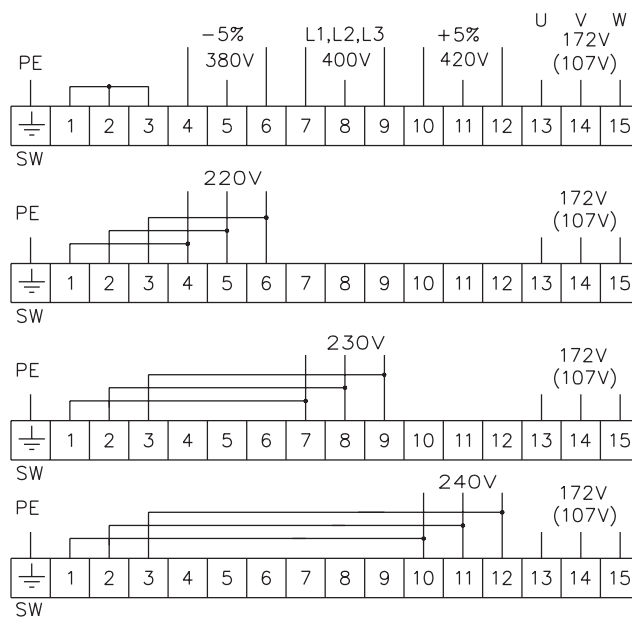 U V W
-5% L1,L2,L3 +5% 172V
PE 380V 400V 420V (107V)
1 2 3 4 5 6 7 8 9 10 11 12 13 14 15
SW
220V
PE 172V
(107V)
1 2 3 4 5 6 7 8 9 10 11 12 13 14 15
SW
230V
PE 172V
(107V)
1 2 3 4 5 6 7 8 9 10 11 12 13 14 15
SW
240V
PE 172V
(107V)
1 2 3 4 5 6 7 8 9 10 11 12 13 14 15
SW